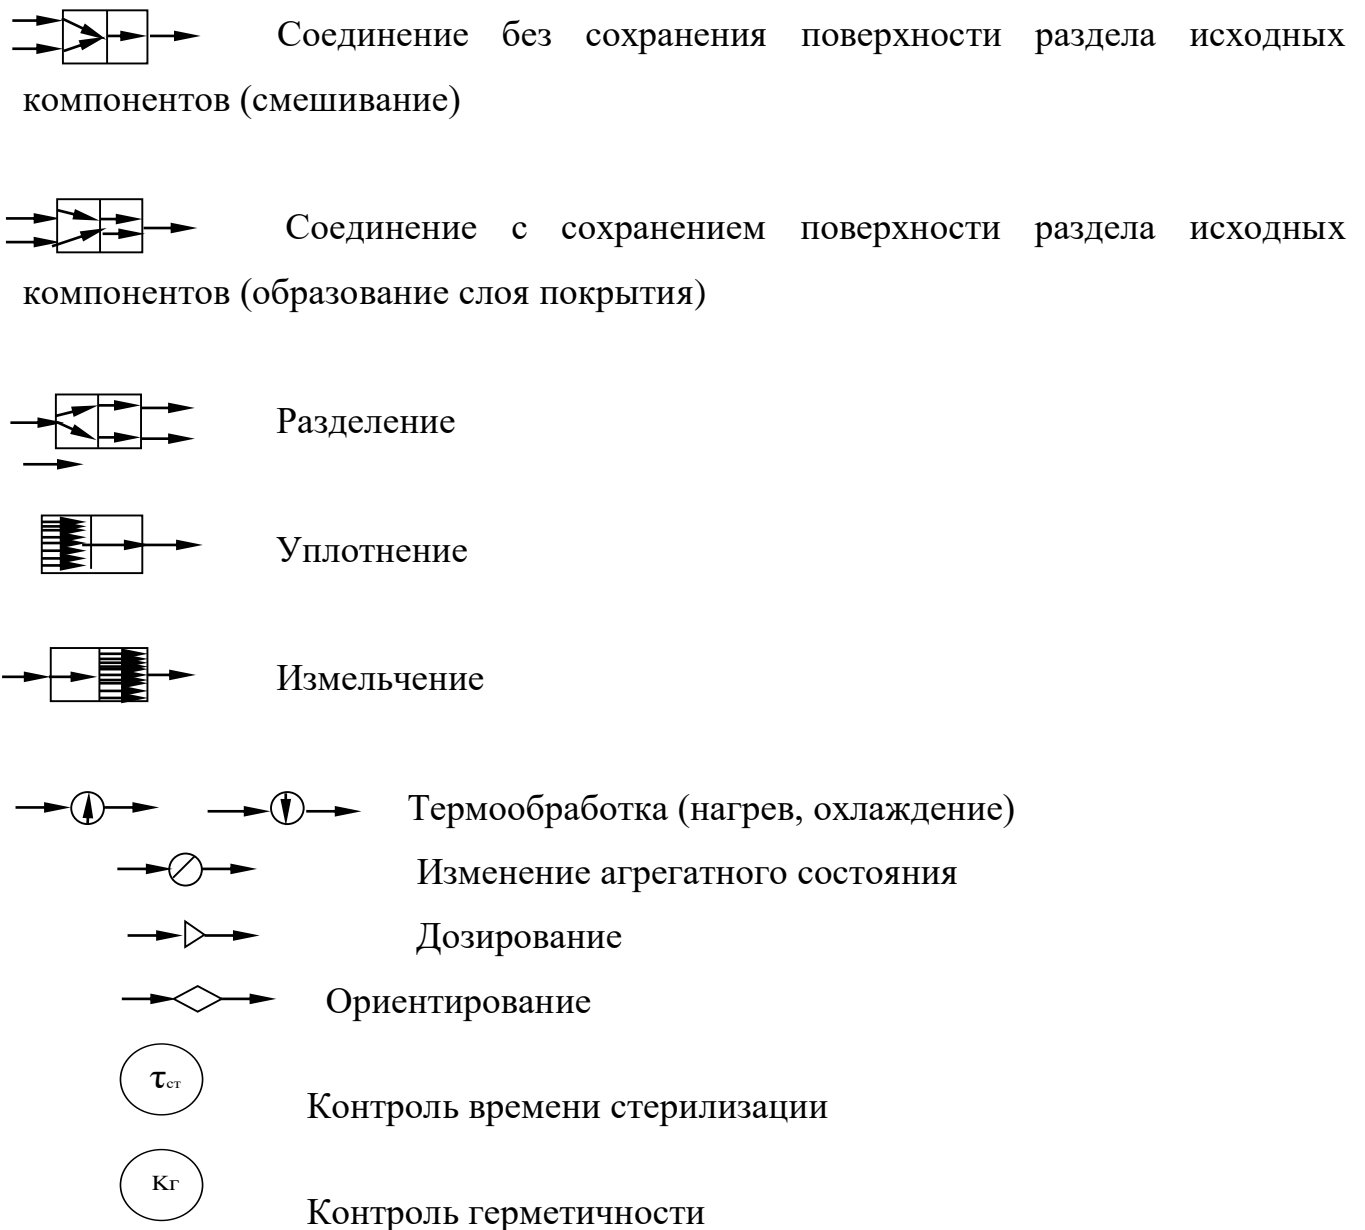 Соединение без сохранения поверхности раздела исходных
компонентов (смешивание)
Соединение с сохранением поверхности раздела исходных
компонентов (образование слоя покрытия)
Разделение
Уплотнение
Измельчение
Термообработка (нагрев, охлаждение)
Изменение агрегатного состояния
Дозирование
Ориентирование
τст
Контроль времени стерилизации
Кг
Контроль герметичности